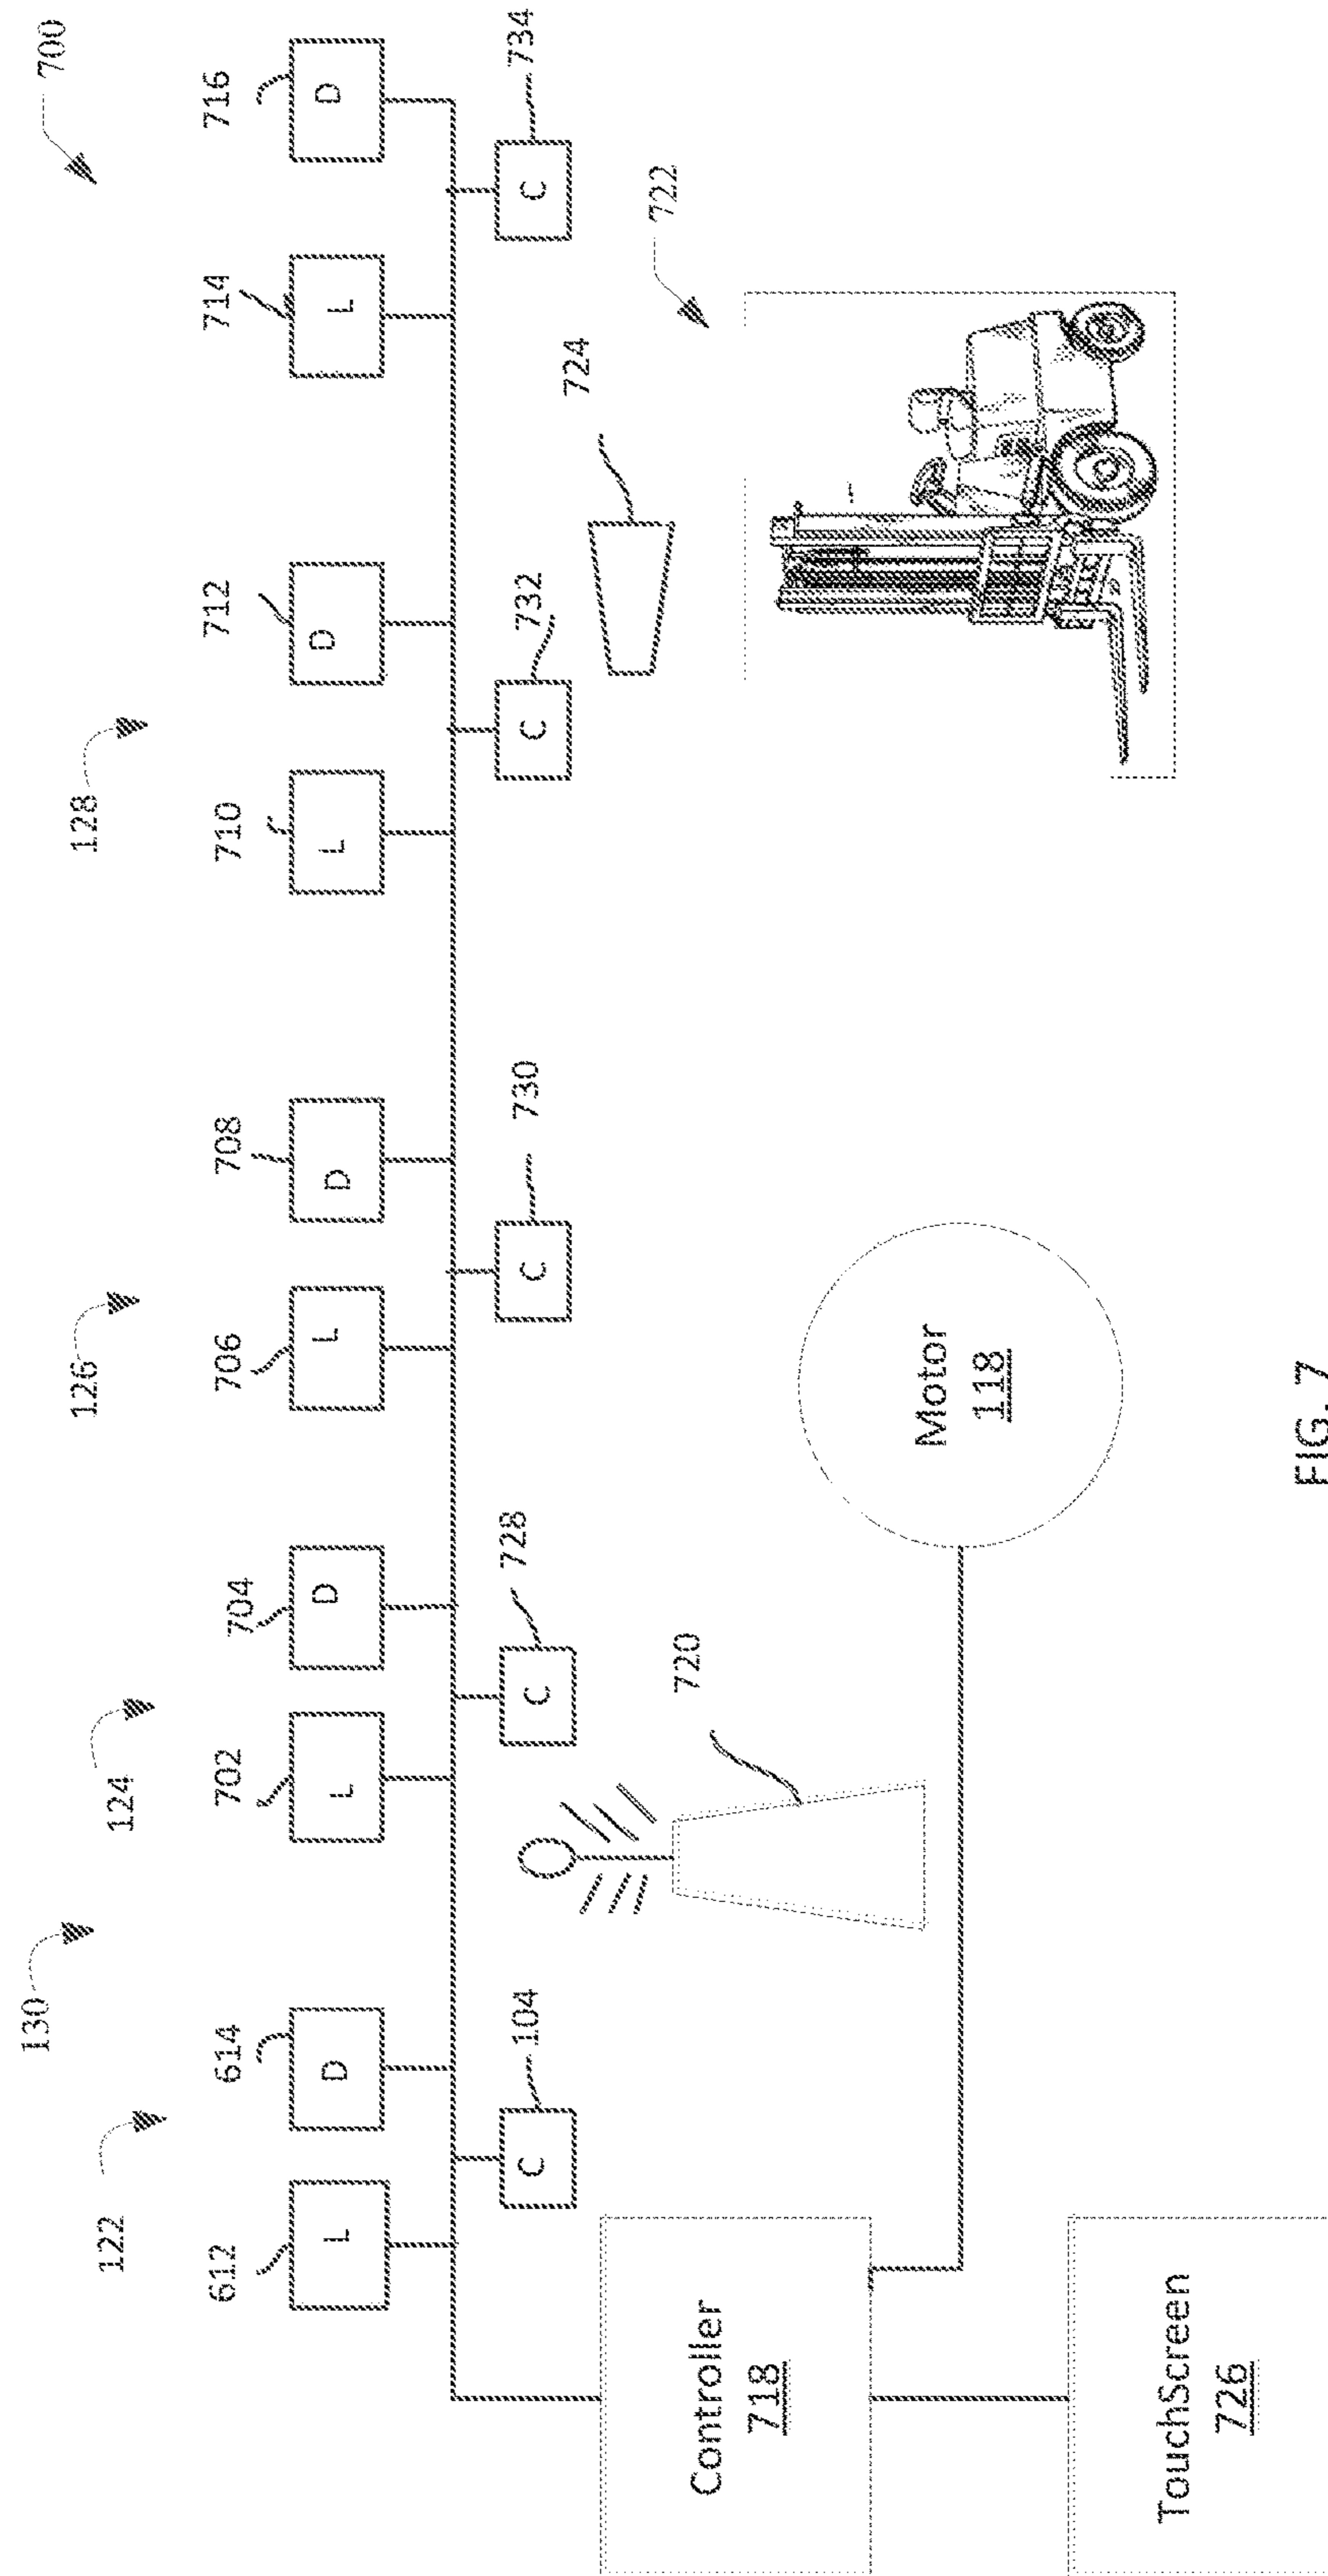 700
130
122
124
126
128
612
L
614
D
702
L
704
D
706
L
708
D
710
L
712
D
714
L
716
D
C
104
C
728
C
730
C
732
C
734
720
724
722
Controller
718
Motor
118
TouchScreen
726
FIG. 7